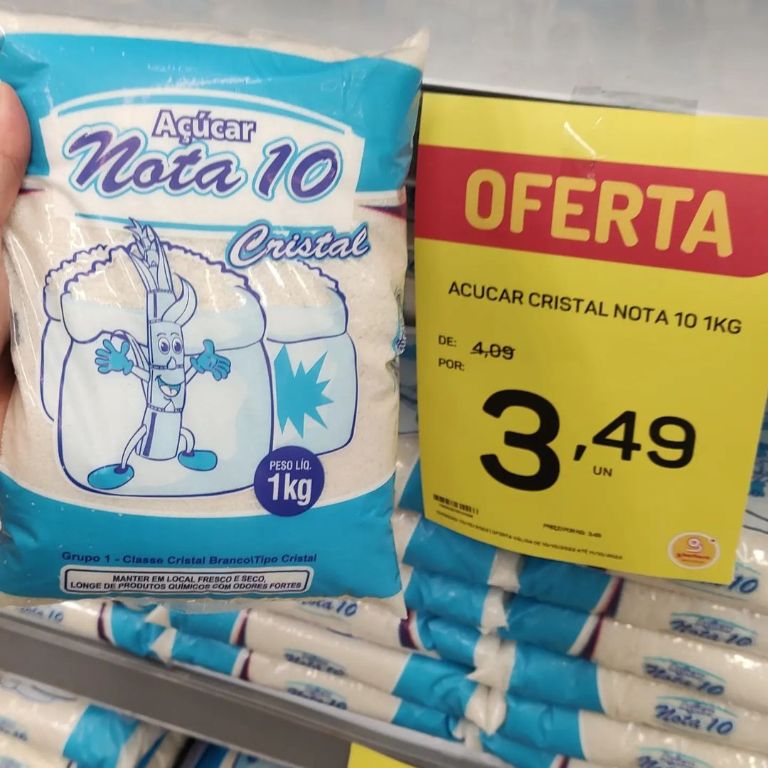 Açúcar
Nota 10
Cristal
PESO LÍQ.
1kg
Grupo 1 - Classe Cristal Branco\Tipo Cristal
MANTER EM LOCAL FRESCO E SECO,
LONGE DE PRODUTOS QUÍMICOS COM ODORES FORTES
OFERTA
ACUCAR CRISTAL NOTA 10 1KG
DE: 4,09
POR:
3,49
UN
Nota 10
Nota 10
Nota 10
Nota 10